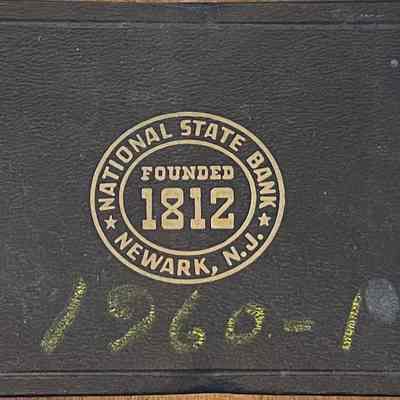 NATIONAL STATE BANK
FOUNDED
1812
★ NEWARK, N.J. ★
1960-1